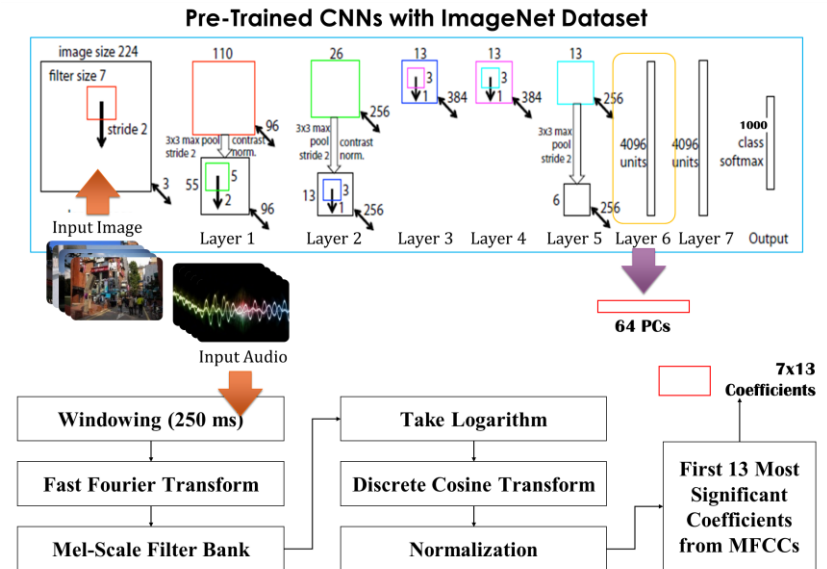 Pre-Trained CNNs with ImageNet Dataset
image size 224
filter size 7
stride 2
3
Input Image
110
96
3x3 max pool
stride 2
contrast
norm.
55
5
2
96
Layer 1
26
256
3x3 max
pool
stride 2
contrast
norm.
13
3
1
256
Layer 2
13
3
1
384
Layer 3
13
3
1
384
Layer 4
13
256
3x3 max
pool
stride 2
6
256
Layer 5
4096
units
Layer 6
4096
units
Layer 7
1000
class
softmax
Output
64 PCs
Input Audio
Windowing (250 ms)
Fast Fourier Transform
Mel-Scale Filter Bank
Take Logarithm
Discrete Cosine Transform
Normalization
7x13
Coefficients
First 13 Most
Significant
Coefficients
from MFCCs